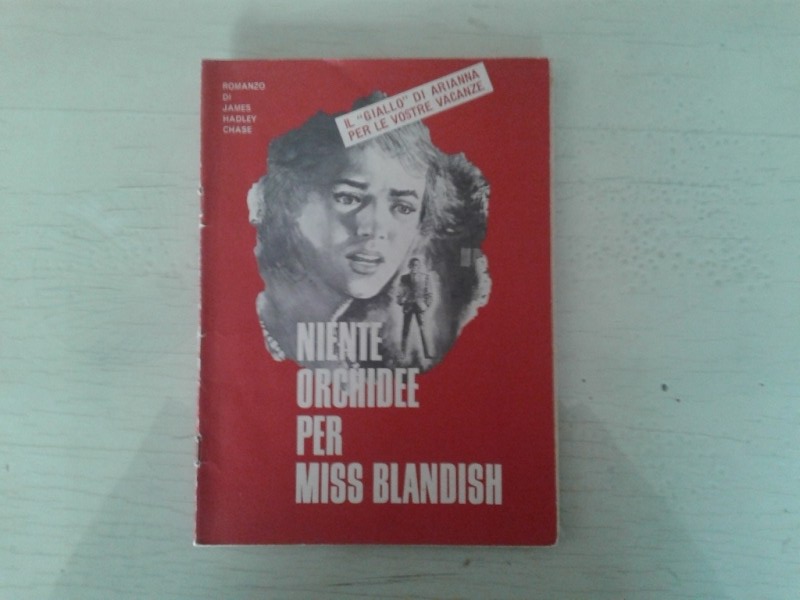 ROMANZO
DI
JAMES
HADLEY
CHASE
IL "GIALLO" DI ARIANNA
PER LE VOSTRE VACANZE
NIENTE
ORCHIDEE
PER
MISS BLANDISH